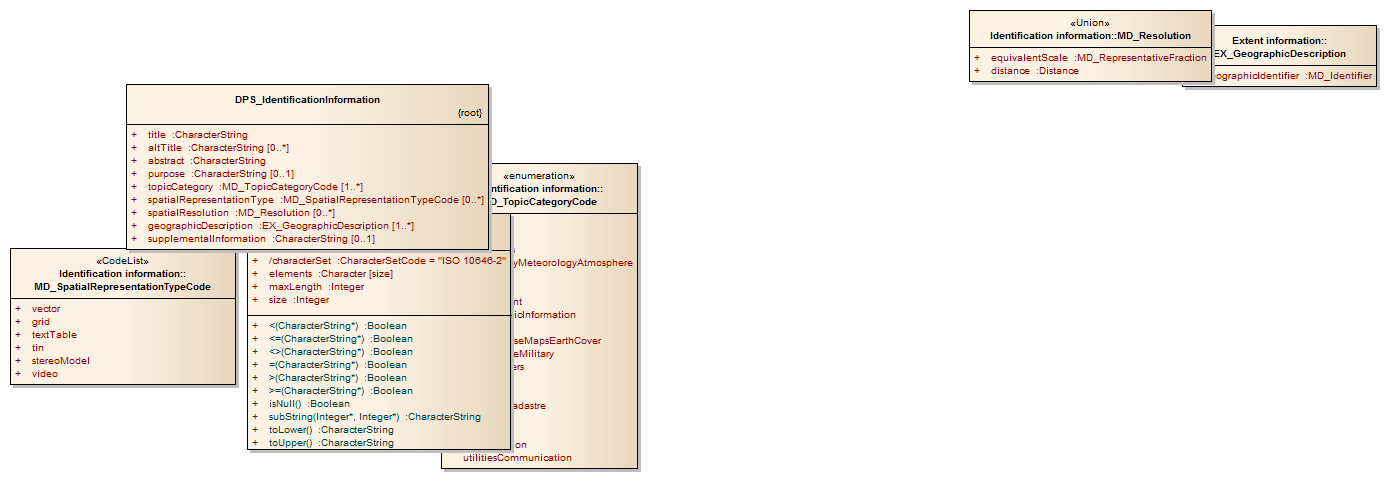 «Union»
Identification information::MD_Resolution
+ equivalentScale :MD_RepresentativeFraction
+ distance :Distance
Extent information::
EX_GeographicDescription
:MD_Identifier
DPS_IdentificationInformation
{root}
+ title :CharacterString
+ altTitle :CharacterString [0..*]
+ abstract :CharacterString
+ purpose :CharacterString [0..1]
+ topicCategory :MD_TopicCategoryCode [1..*]
+ spatialRepresentationType :MD_SpatialRepresentationTypeCode [0..*]
+ spatialResolution :MD_Resolution [0..*]
+ geographicDescription :EX_GeographicDescription [1..*]
+ supplementalInformation :CharacterString [0..1]
«enumeration»
information::
D_TopicCategoryCode
yMeteorologyAtmosphere
nt
icInformation
seMapsEarthCover
eMilitary
ers
adastre
on
utilitiesCommunication
«CodeList»
Identification information::
MD_SpatialRepresentationTypeCode
+ vector
+ grid
+ textTable
+ tin
+ stereoModel
+ video
+ /characterSet :CharacterSetCode = "ISO 10646-2"
+ elements :Character [size]
+ maxLength :Integer
+ size :Integer
+ <(CharacterString*) :Boolean
+ <=(CharacterString*) :Boolean
+ <>(CharacterString*) :Boolean
+ =(CharacterString*) :Boolean
+ >(CharacterString*) :Boolean
+ >=(CharacterString*) :Boolean
+ isNull() :Boolean
+ subString(Integer*, Integer*) :CharacterString
+ toLower() :CharacterString
+ toUpper() :CharacterString